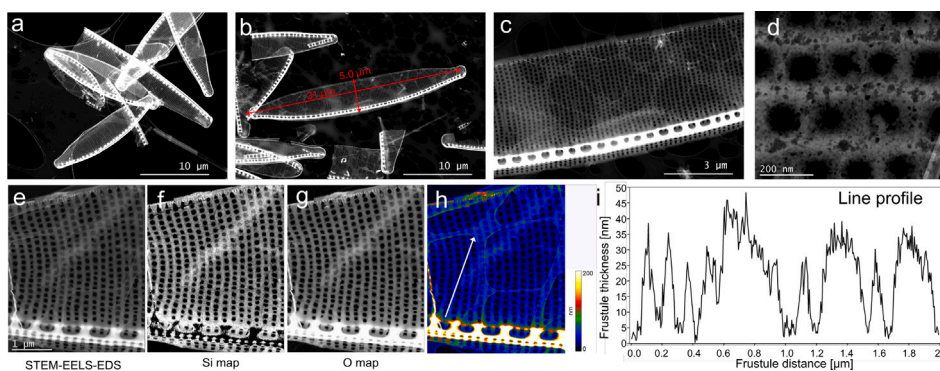 a
b
c
d
5.0 µm
µm
10 µm
10 µm
3 µm
200 nm
e
f
g
h
i
1 µm
200
nm
0
STEM-EELS-EDS
Si map
O map
Line profile
Frustule thickness [nm]
50
45
40
35
30
25
20
15
10
5
0
0.0 0.2 0.4 0.6 0.8 1.0 1.2 1.4 1.6 1.8 2
Frustule distance [µm]